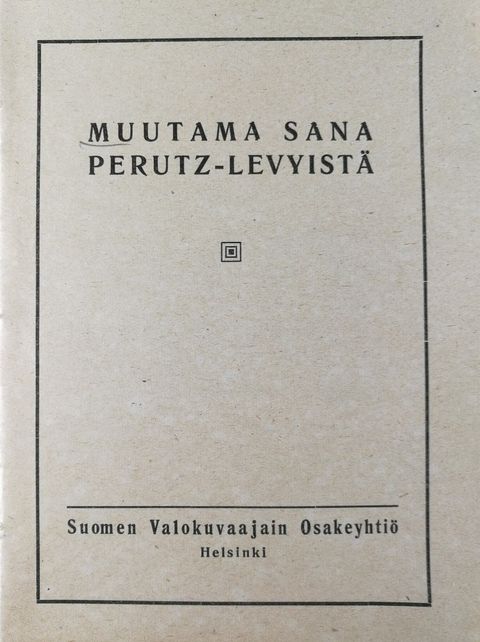 MUUTAMA SANA
PERUTZ-LEVYISTÄ
Suomen Valokuvaajain Osakeyhtiö
Helsinki